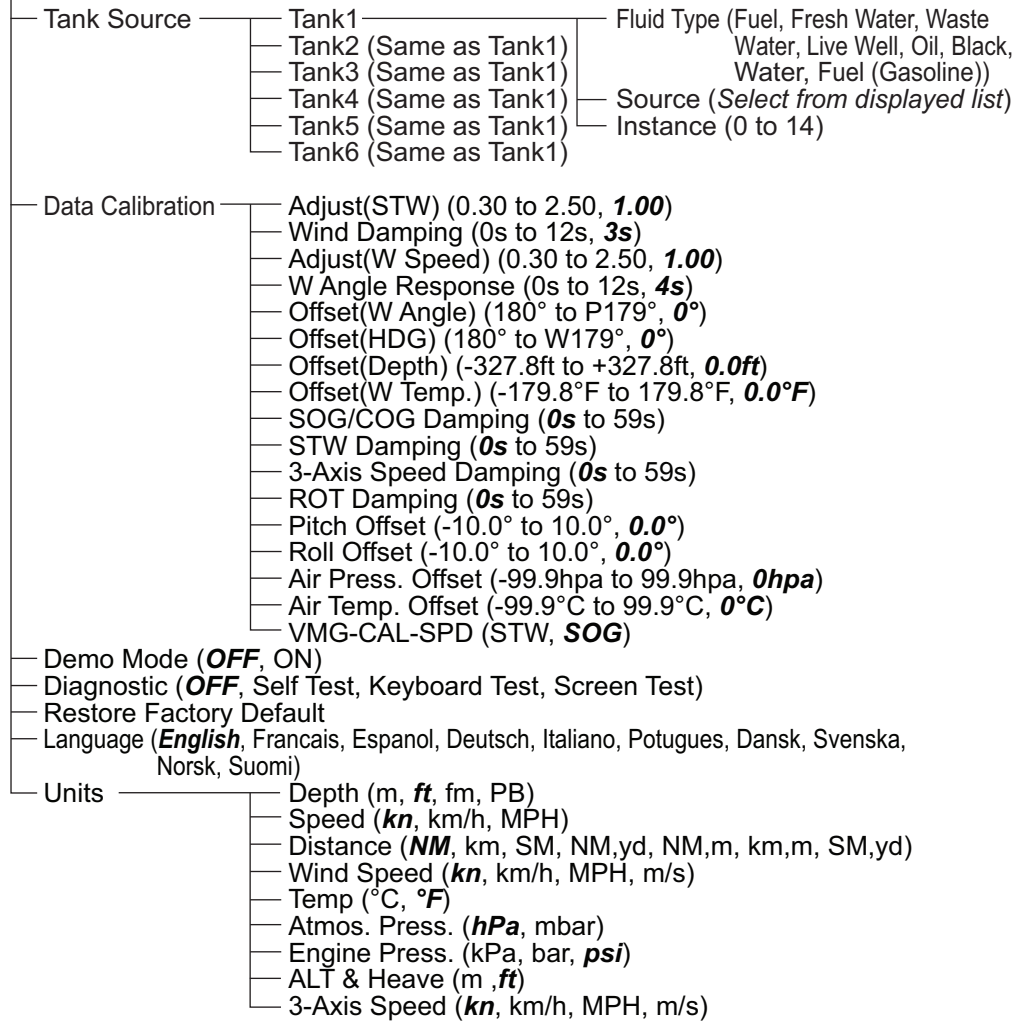 Tank Source Tank1 Fluid Type (Fuel, Fresh Water, Waste
Tank2 (Same as Tank1) Water, Live Well, Oil, Black,
Tank3 (Same as Tank1) Water, Fuel (Gasoline))
Tank4 (Same as Tank1) Source (Select from displayed list)
Tank5 (Same as Tank1) Instance (0 to 14)
Tank6 (Same as Tank1)
Data Calibration Adjust(STW) (0.30 to 2.50, 1.00)
Wind Damping (0s to 12s, 3s)
Adjust(W Speed) (0.30 to 2.50, 1.00)
W Angle Response (0s to 12s, 4s)
Offset(W Angle) (180° to P179°, 0°)
Offset(HDG) (180° to W179°, 0°)
Offset(Depth) (-327.8ft to +327.8ft, 0.0ft)
Offset(W Temp.) (-179.8°F to 179.8°F, 0.0°F)
SOG/COG Damping (0s to 59s)
STW Damping (0s to 59s)
3-Axis Speed Damping (0s to 59s)
ROT Damping (0s to 59s)
Pitch Offset (-10.0° to 10.0°, 0.0°)
Roll Offset (-10.0° to 10.0°, 0.0°)
Air Press. Offset (-99.9hpa to 99.9hpa, 0hpa)
Air Temp. Offset (-99.9°C to 99.9°C, 0°C)
VMG-CAL-SPD (STW, SOG)
Demo Mode (OFF, ON)
Diagnostic (OFF, Self Test, Keyboard Test, Screen Test)
Restore Factory Default
Language (English, Francais, Espanol, Deutsch, Italiano, Potugues, Dansk, Svenska,
Norsk, Suomi)
Units Depth (m, ft, fm, PB)
Speed (kn, km/h, MPH)
Distance (NM, km, SM, NM,yd, NM,m, km,m, SM,yd)
Wind Speed (kn, km/h, MPH, m/s)
Temp (°C, °F)
Atmos. Press. (hPa, mbar)
Engine Press. (kPa, bar, psi)
ALT & Heave (m ,ft)
3-Axis Speed (kn, km/h, MPH, m/s)